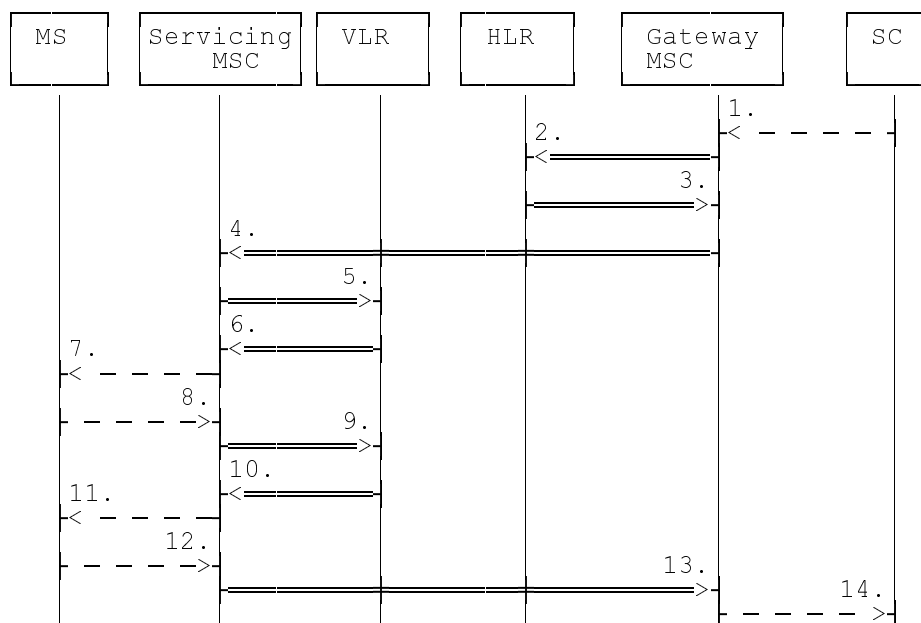 MS
Servicing
MSC
VLR
HLR
Gateway
MSC
SC
1.
2.
3.
4.
5.
6.
7.
8.
9.
10.
11.
12.
13.
14.